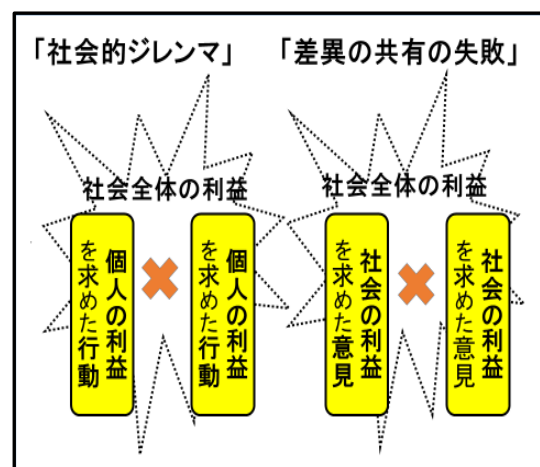 「社会的ジレンマ」
社会全体の利益
個人の利益
を求めた行動
個人の利益
を求めた行動
「差異の共有の失敗」
社会全体の利益
社会の利益
を求めた意見
社会の利益
を求めた意見